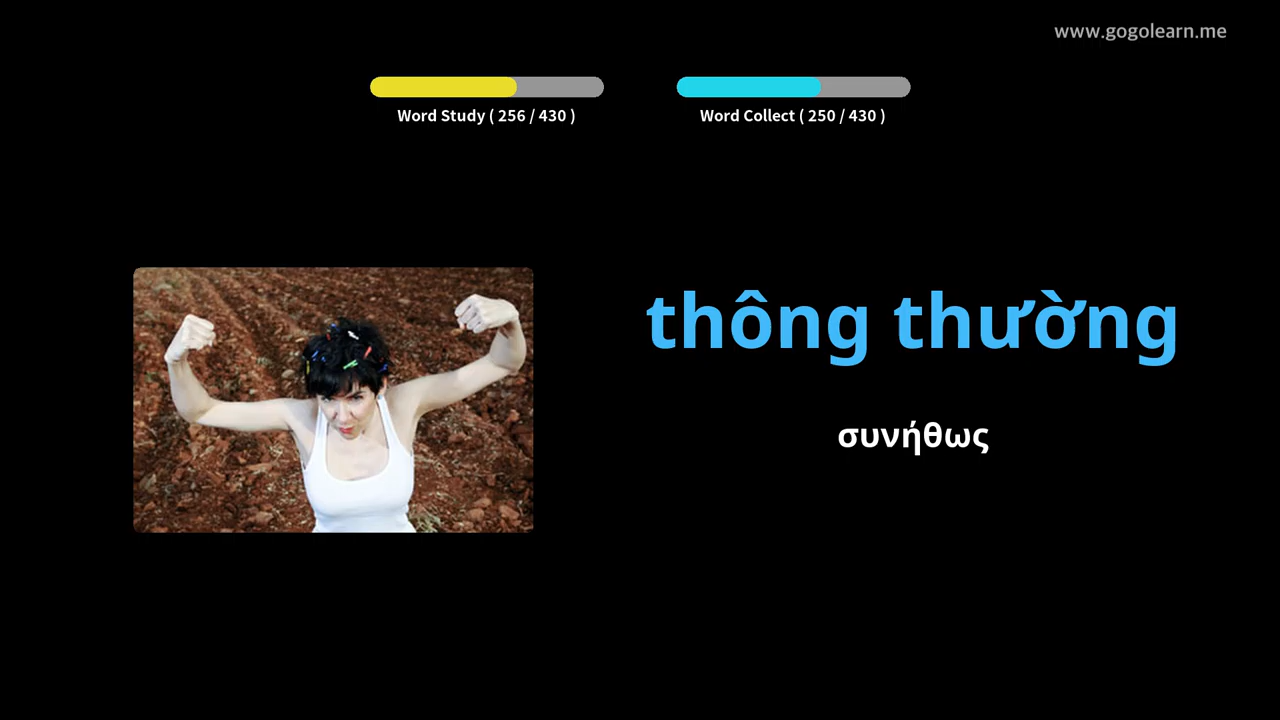 www.gogolearn.me
Word Study ( 256 / 430 )
Word Collect ( 250 / 430 )
thông thường
συνήθως